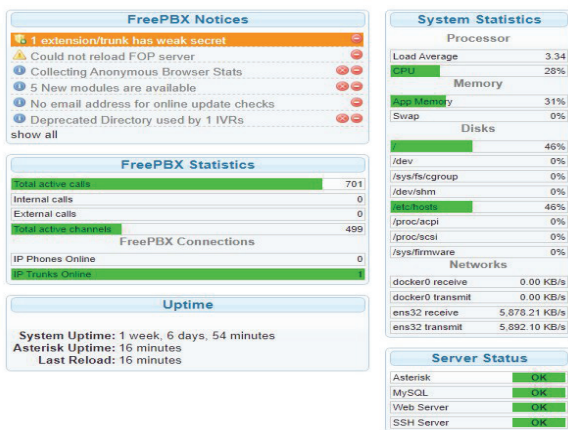 FreePBX Notices
1 extension/trunk has weak secret
Could not reload FOP server
Collecting Anonymous Browser Stats
5 New modules are available
No email address for online update checks
Deprecated Directory used by 1 IVRs
show all
FreePBX Statistics
Total active calls 701
Internal calls 0
External calls 0
Total active channels 499
FreePBX Connections
IP Phones Online 0
IP Trunks Online 1
Uptime
System Uptime: 1 week, 6 days, 54 minutes
Asterisk Uptime: 16 minutes
Last Reload: 16 minutes
System Statistics
Processor
Load Average 3.34
CPU 28%
Memory
App Memory 31%
Swap 0%
Disks
/ 46%
/dev 0%
/sys/fs/cgroup 0%
/dev/shm 0%
/etc/hosts 46%
/proc/acpi 0%
/proc/scsi 0%
/sys/firmware 0%
Networks
docker0 receive 0.00 KB/s
docker0 transmit 0.00 KB/s
ens32 receive 5,878.21 KB/s
ens32 transmit 5,892.10 KB/s
Server Status
Asterisk OK
MySQL OK
Web Server OK
SSH Server OK